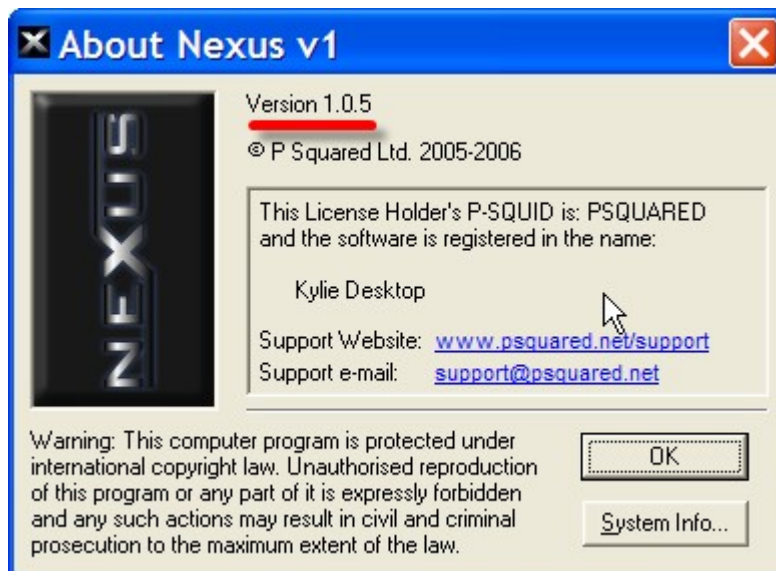 About Nexus v1
Version 1.0.5
© P Squared Ltd. 2005-2006
NEXUS
This License Holder's P-SQUID is: PSQUARED
and the software is registered in the name:
Kylie Desktop
Support Website: www.psquared.net/support
Support e-mail: support@psquared.net
Warning: This computer program is protected under
international copyright law. Unauthorised reproduction
of this program or any part of it is expressly forbidden
and any such actions may result in civil and criminal
prosecution to the maximum extent of the law.
OK
System Info...